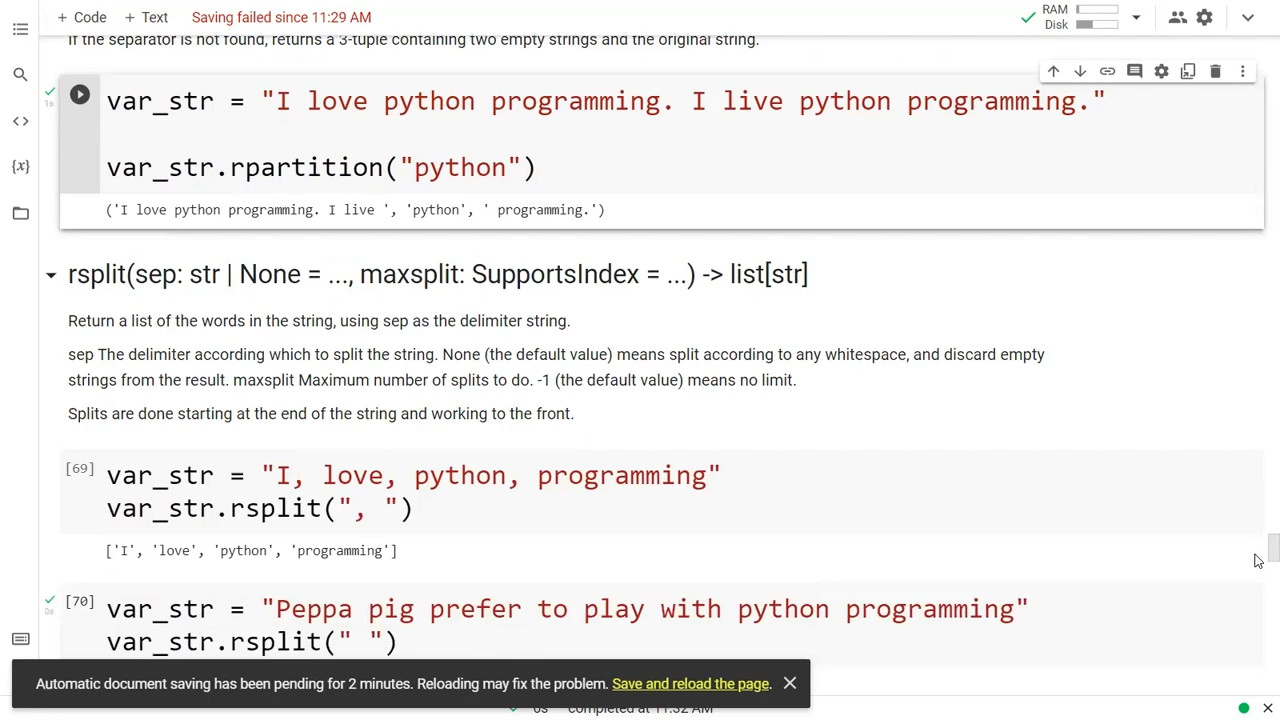 + Code + Text Saving failed since 11:29 AM
RAM
Disk
If the separator is not found, returns a 3-tuple containing two empty strings and the original string.
1s
var_str = "I love python programming. I live python programming."
var_str.rpartition("python")
{x}
('I love python programming. I live ', 'python', ' programming.')
rsplit(sep: str | None = ..., maxsplit: SupportsIndex = ...) -> list[str]
Return a list of the words in the string, using sep as the delimiter string.
sep The delimiter according which to split the string. None (the default value) means split according to any whitespace, and discard empty
strings from the result. maxsplit Maximum number of splits to do. -1 (the default value) means no limit.
Splits are done starting at the end of the string and working to the front.
[69] var_str = "I, love, python, programming"
var_str.rsplit(", ")
['I', 'love', 'python', 'programming']
[70] var_str = "Peppa pig prefer to play with python programming"
0s
var_str.rsplit(" ")
Automatic document saving has been pending for 2 minutes. Reloading may fix the problem. Save and reload the page.
0s completed at 11:32 AM